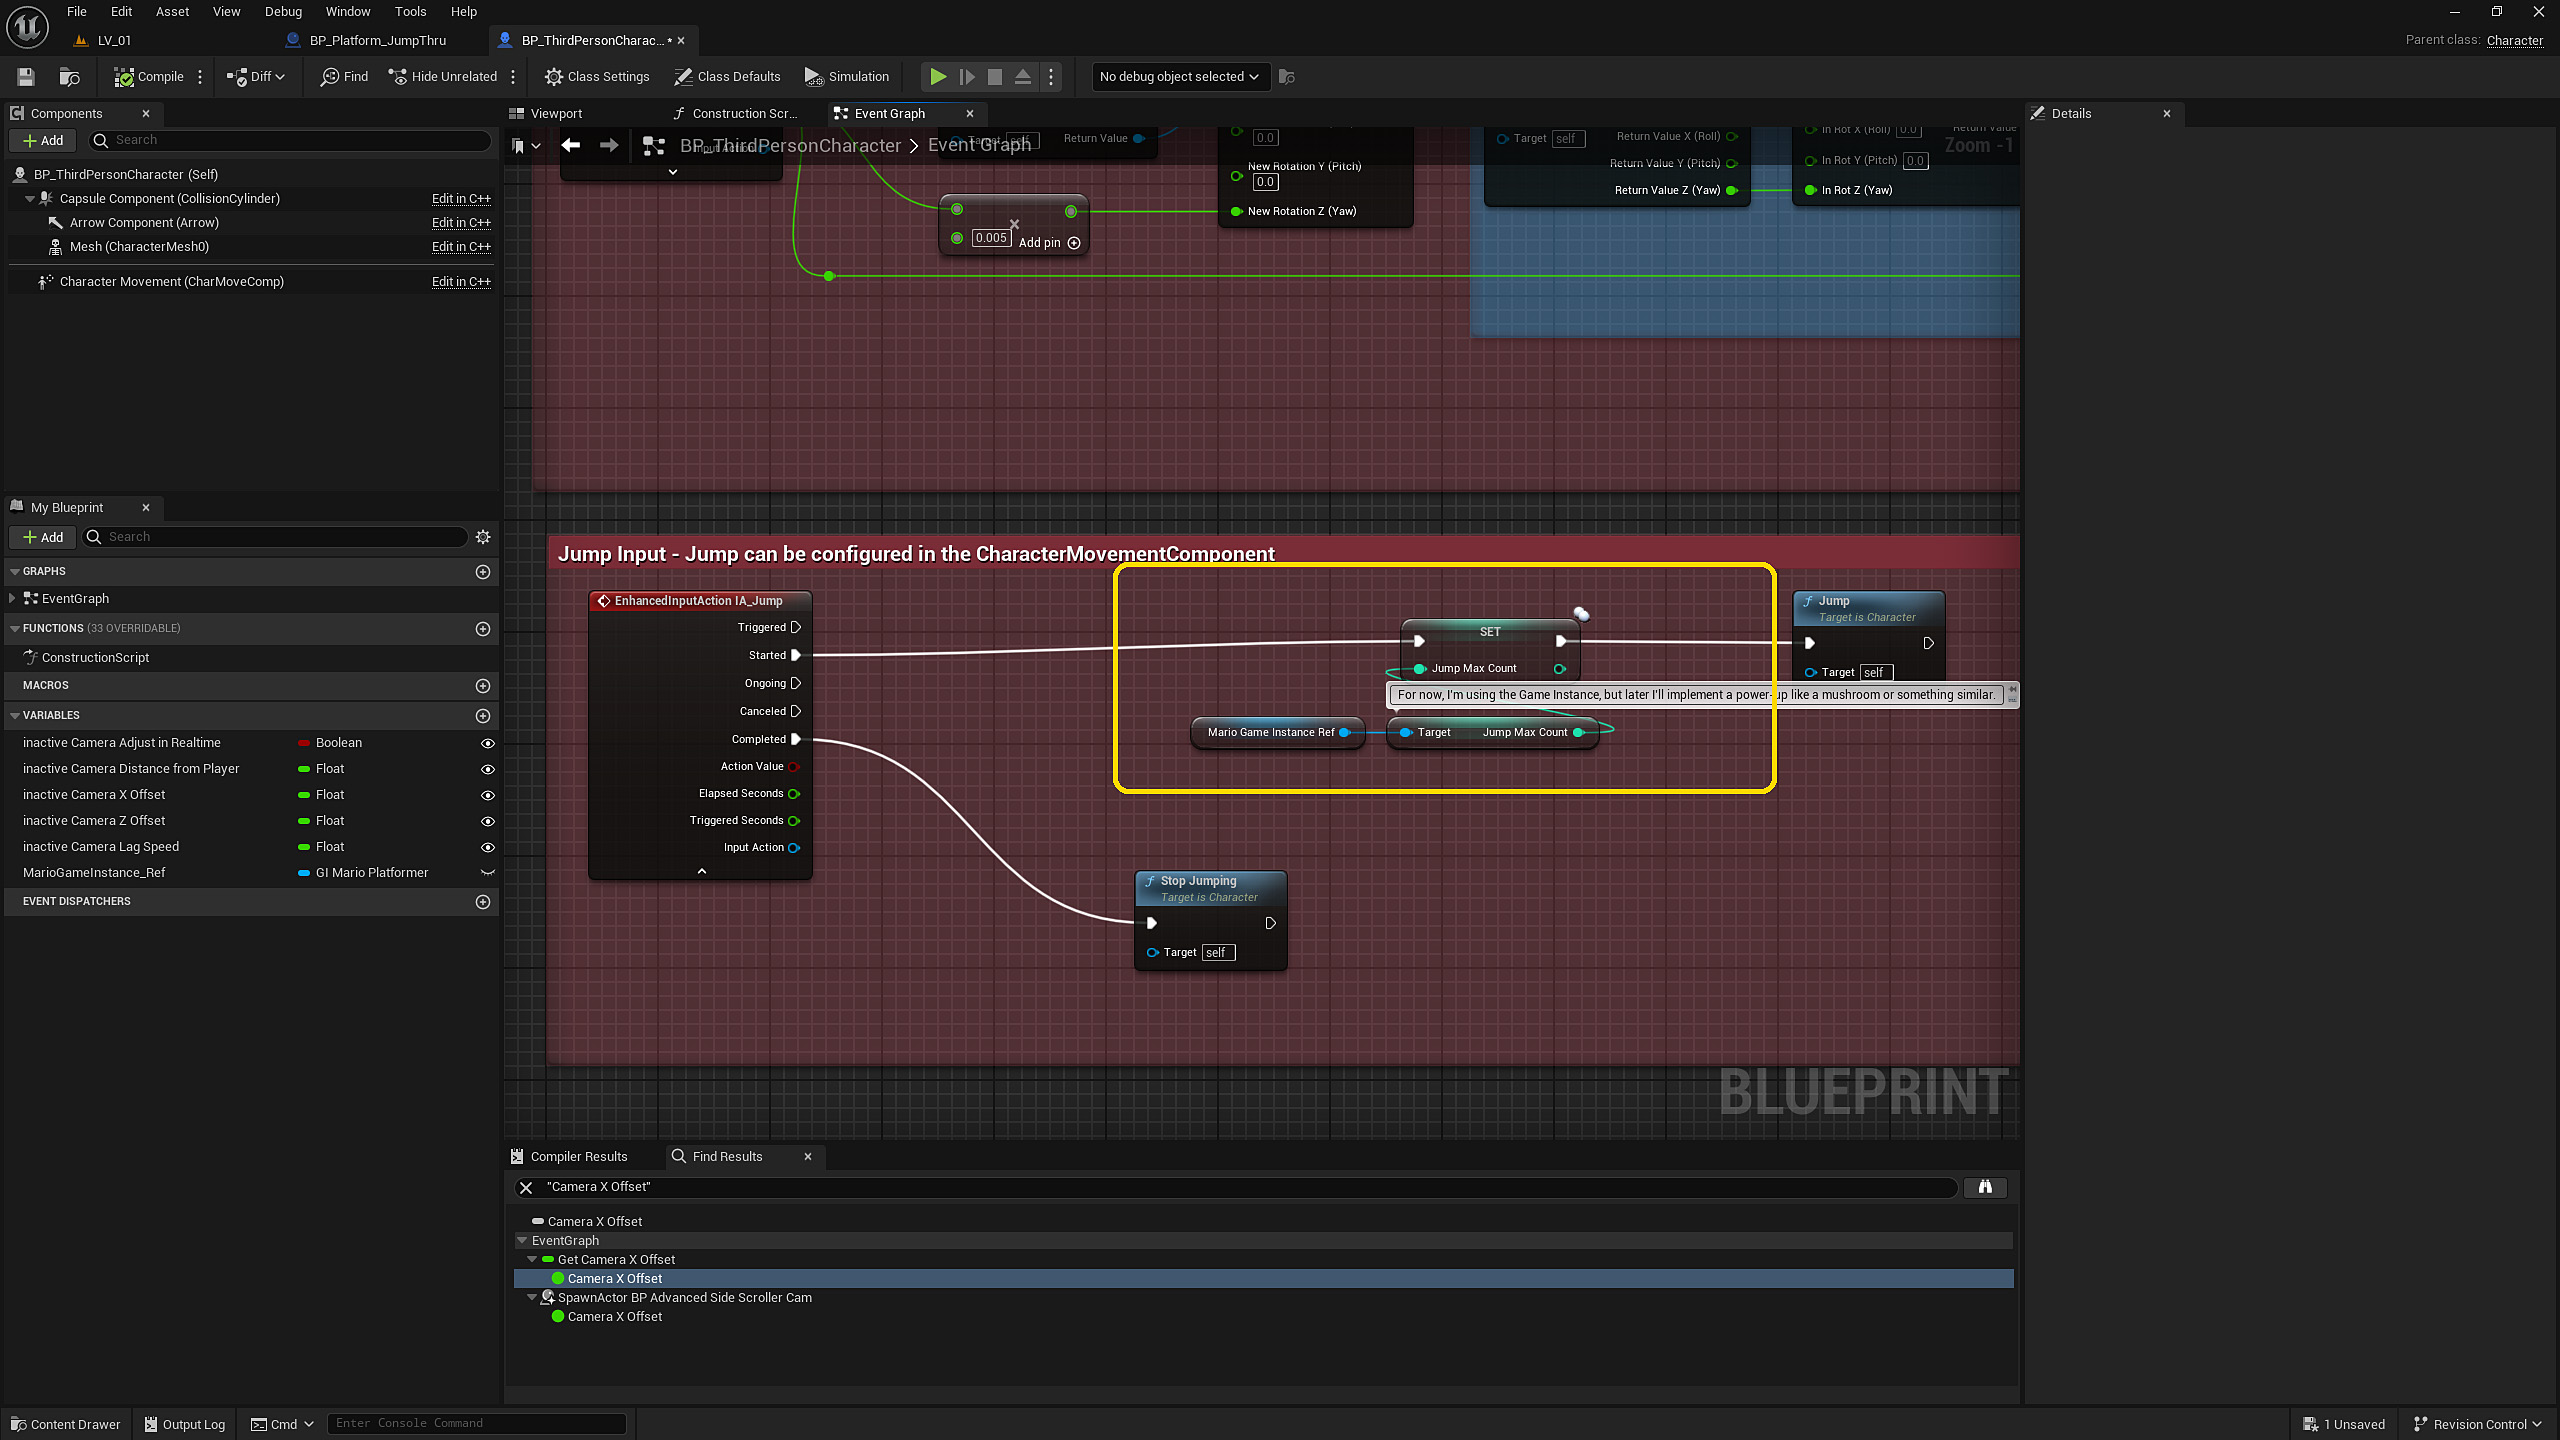 File Edit View Asset Debug Window Tools Help
LV_01
BP_Platform_JumpThru
BP_ThirdPersonCharac... •
Parent class: Character
Compile
Diff
Find
Hide Unrelated
Class Settings
Class Defaults
Simulation
No debug object selected
Components
Add
Search
BP_ThirdPersonCharacter (Self)
Capsule Component (CollisionCylinder) Edit in C++
Arrow Component (Arrow) Edit in C++
Mesh (CharacterMesh0) Edit in C++
Character Movement (CharMoveComp) Edit in C++
My Blueprint
Add
Search
GRAPHS
EventGraph
FUNCTIONS (33 OVERRIDABLE)
ConstructionScript
MACROS
VARIABLES
inactive Camera Adjust in Realtime Boolean
inactive Camera Distance from Player Float
inactive Camera X Offset Float
inactive Camera Z Offset Float
inactive Camera Lag Speed Float
MarioGameInstance_Ref GI Mario Platformer
EVENT DISPATCHERS
Viewport
Construction Scr...
Event Graph
BP_ThirdPersonCharacter > Event Graph
Zoom -1
Input Action
Target self Return Value
0.0
New Rotation Y (Pitch)
0.0
New Rotation Z (Yaw)
0.005 Add pin
Target self Return Value X (Roll)
Return Value Y (Pitch)
Return Value Z (Yaw)
In Rot X (Roll) 0.0 Return Value
In Rot Y (Pitch) 0.0
In Rot Z (Yaw)
Jump Input - Jump can be configured in the CharacterMovementComponent
EnhancedInputAction IA_Jump
Triggered
Started
Ongoing
Canceled
Completed
Action Value
Elapsed Seconds
Triggered Seconds
Input Action
SET
Jump Max Count
For now, I'm using the Game Instance, but later I'll implement a power-up like a mushroom or something similar.
Mario Game Instance Ref
Target Jump Max Count
Jump
Target is Character
Target self
Stop Jumping
Target is Character
Target self
BLUEPRINT
Details
Compiler Results
Find Results
"Camera X Offset"
Camera X Offset
EventGraph
Get Camera X Offset
Camera X Offset
SpawnActor BP Advanced Side Scroller Cam
Camera X Offset
Content Drawer
Output Log
Cmd
Enter Console Command
1 Unsaved
Revision Control